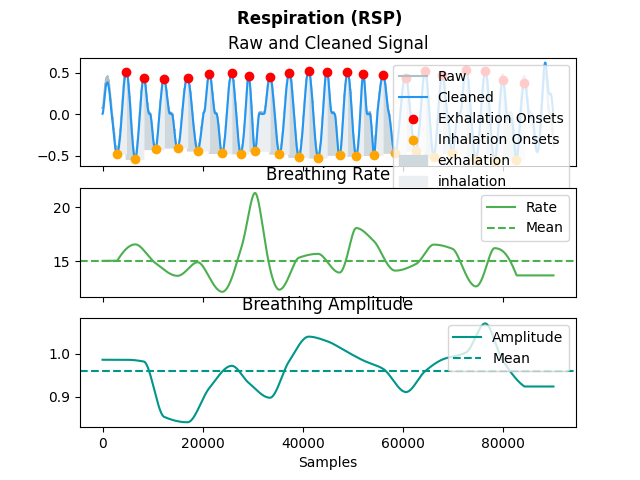 Respiration (RSP)
Raw and Cleaned Signal
0.5
0.0
−0.5
Raw
Cleaned
Exhalation Onsets
Inhalation Onsets
exhalation
inhalation
Breathing Rate
20
15
Rate
Mean
Breathing Amplitude
1.0
0.9
Amplitude
Mean
0 20000 40000 60000 80000
Samples